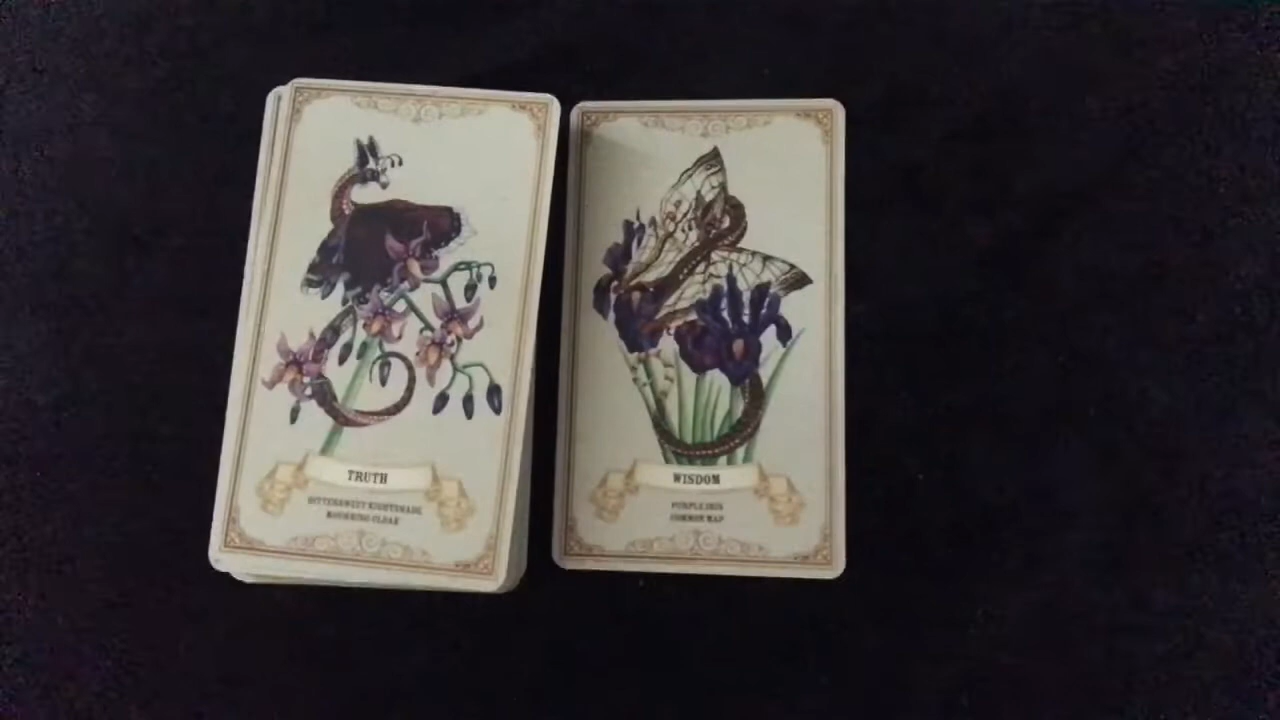 TRUTH
BITTERSWEET NIGHTSHADE
MOURNING CLOAK
WISDOM
PURPLE IRIS
COMMON MAP